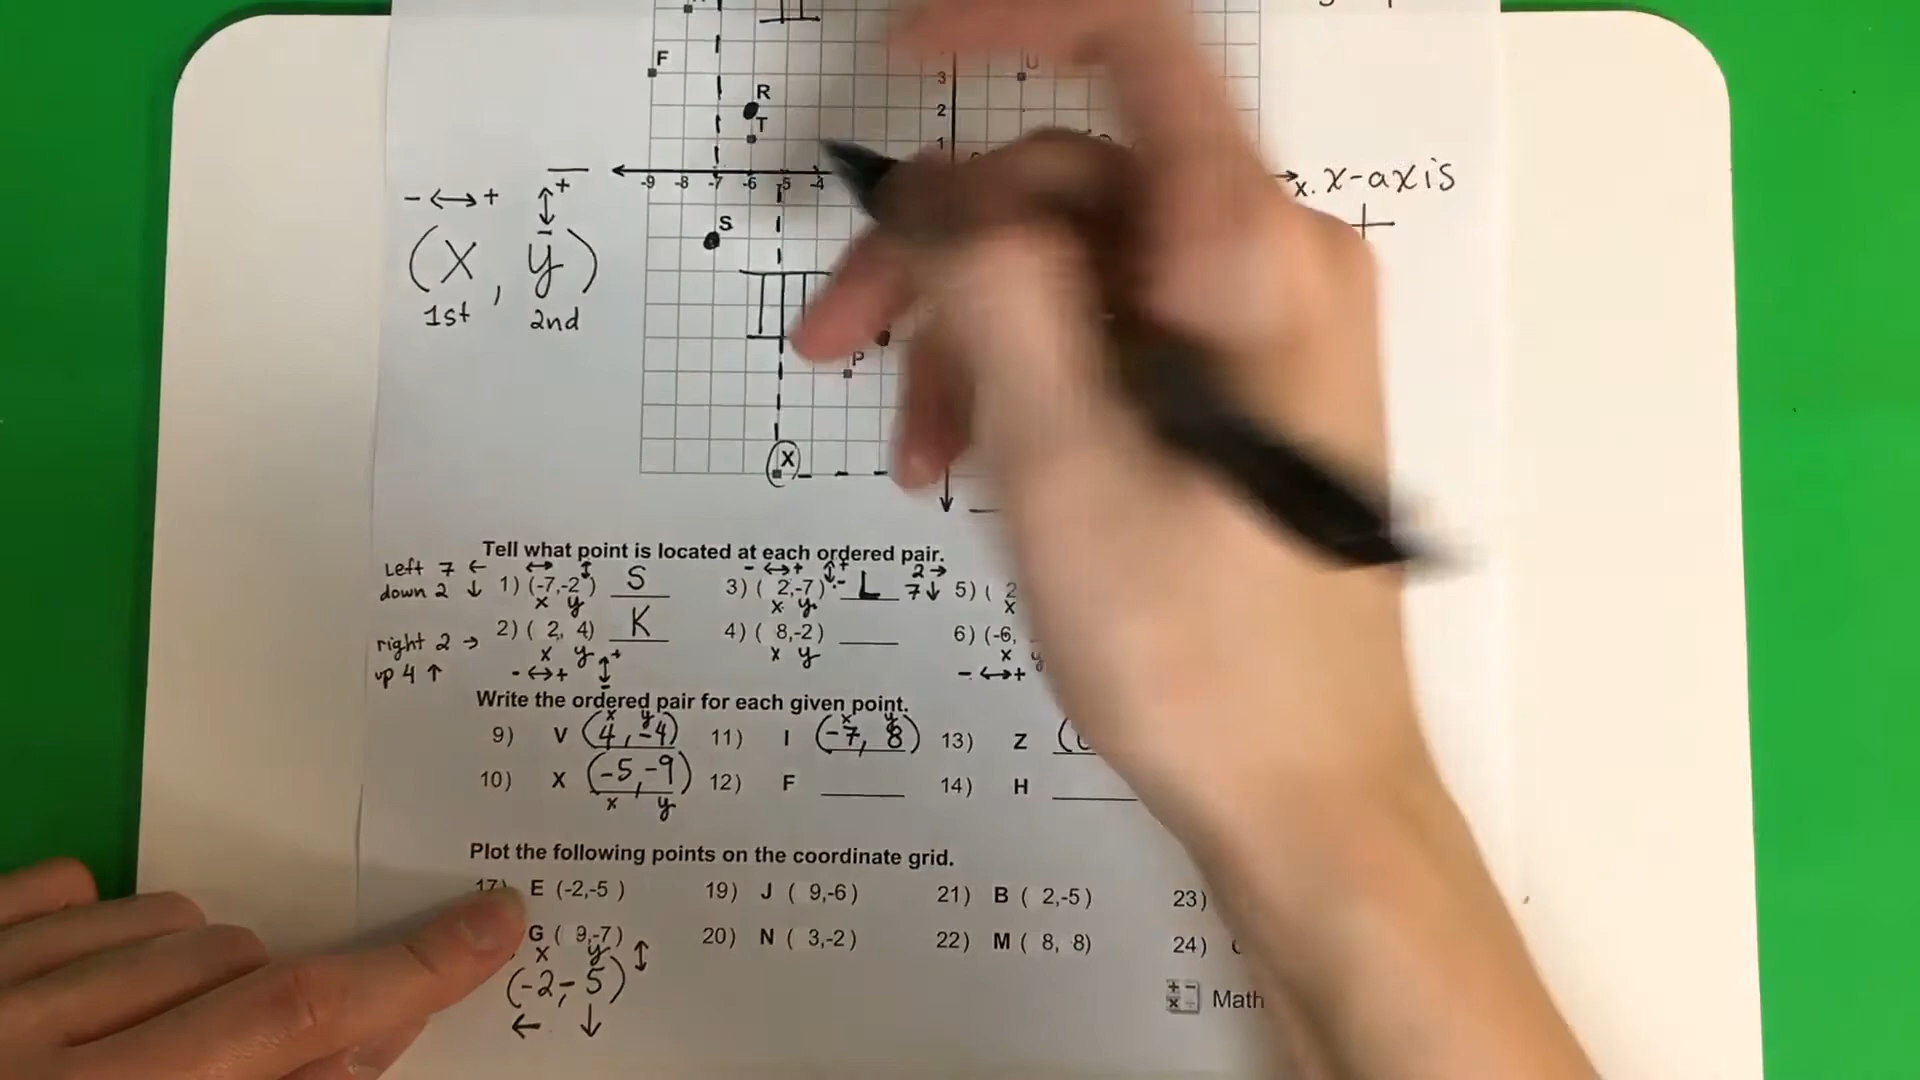 F
R
T
U
3
2
1
-9 -8 -7 -6 -5 -4
x. x-axis
+
S
- ↔ + ↕ + -
(x, y)
1st 2nd
P
X
Tell what point is located at each ordered pair.
Left 7 ←
down 2 ↓
1) (-7,-2) S 3) ( 2,-7) L 2→ 7↓ 5) ( 2
x y x y x
right 2 →
up 4 ↑
2) ( 2, 4) K 4) ( 8,-2) 6) (-6,
x y x y x y
- ↔ + ↕ + - - ↔ +
Write the ordered pair for each given point.
x y x y
9) V (4,-4) 11) I (-7, 8) 13) Z
10) X (-5,-9) 12) F 14) H
x y
Plot the following points on the coordinate grid.
17) E (-2,-5 ) 19) J ( 9,-6) 21) B ( 2,-5) 23)
G ( 9,-7) 20) N ( 3,-2) 22) M ( 8, 8) 24)
x y ↕
(-2,-5)
← ↓
Math